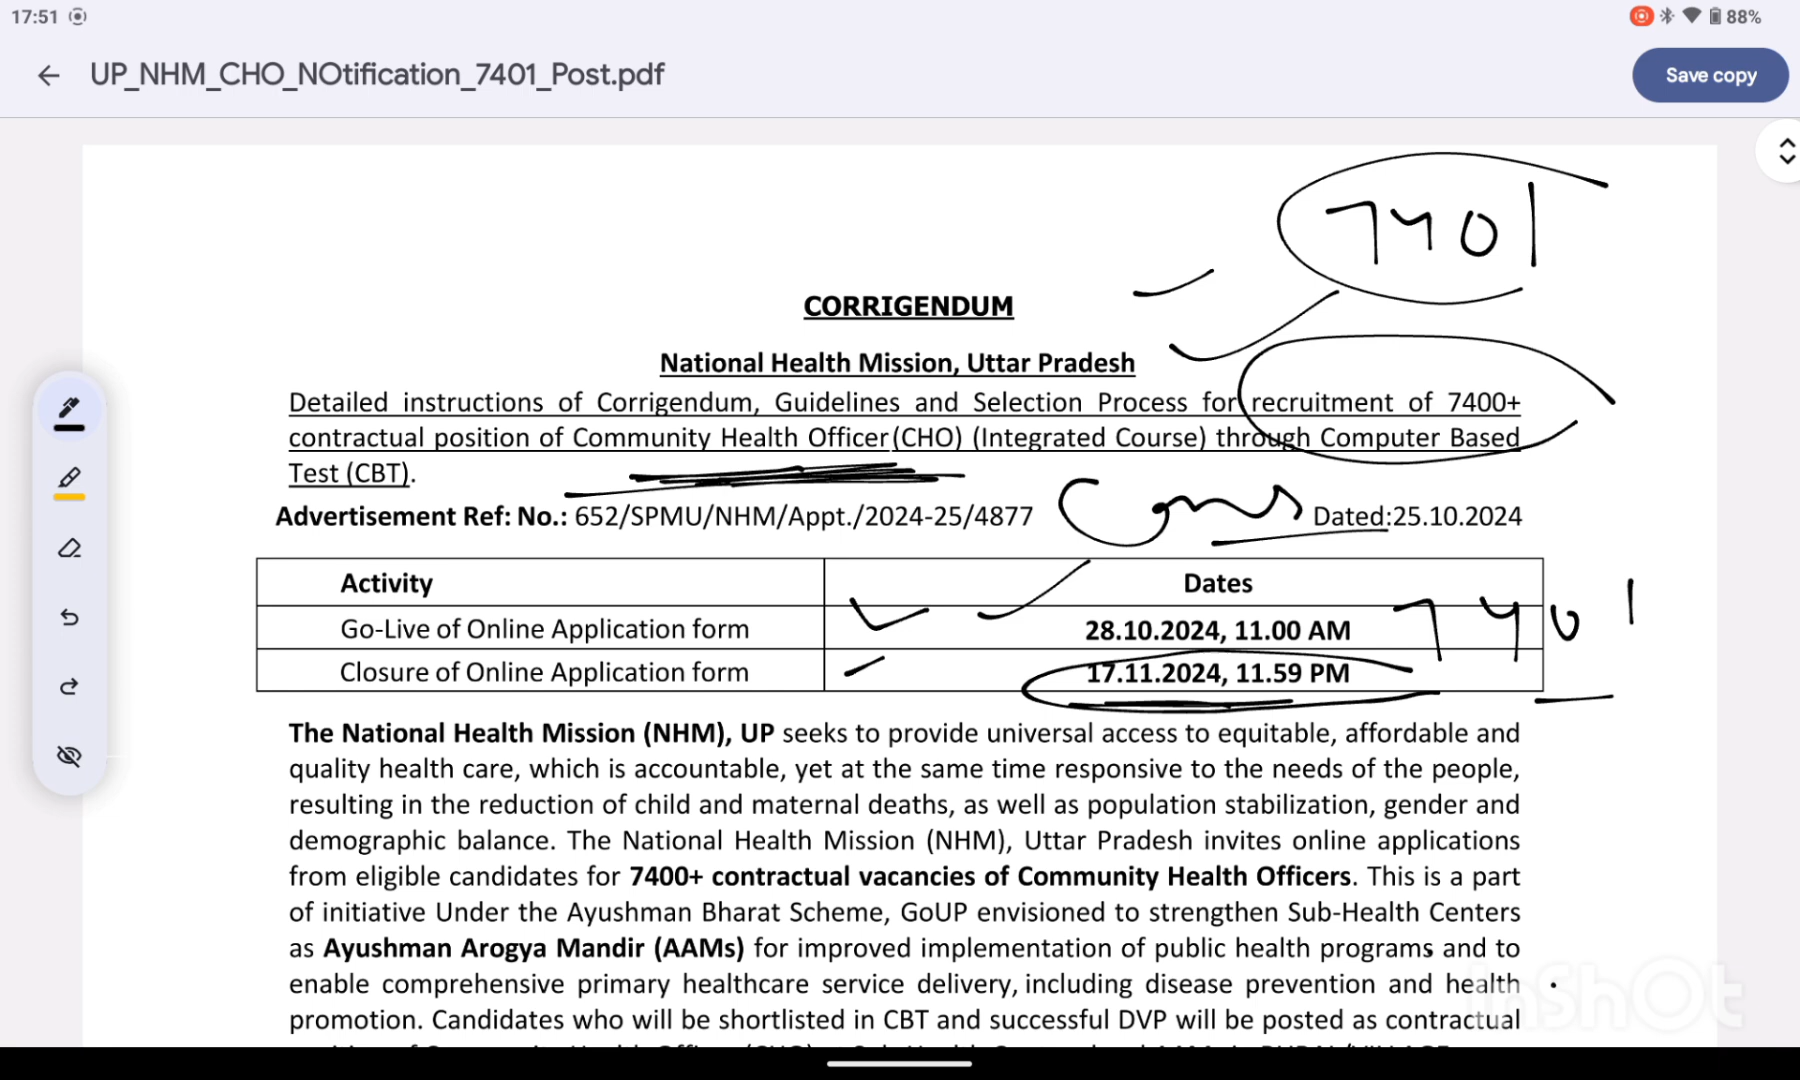 17:51
88%
UP_NHM_CHO_NOtification_7401_Post.pdf
Save copy
7401
CORRIGENDUM
National Health Mission, Uttar Pradesh
Detailed instructions of Corrigendum, Guidelines and Selection Process for recruitment of 7400+
contractual position of Community Health Officer (CHO) (Integrated Course) through Computer Based
Test (CBT).
Advertisement Ref: No.: 652/SPMU/NHM/Appt./2024-25/4877 Dated:25.10.2024
Activity Dates
Go-Live of Online Application form 28.10.2024, 11.00 AM 7401
Closure of Online Application form 17.11.2024, 11.59 PM
The National Health Mission (NHM), UP seeks to provide universal access to equitable, affordable and
quality health care, which is accountable, yet at the same time responsive to the needs of the people,
resulting in the reduction of child and maternal deaths, as well as population stabilization, gender and
demographic balance. The National Health Mission (NHM), Uttar Pradesh invites online applications
from eligible candidates for 7400+ contractual vacancies of Community Health Officers. This is a part
of initiative Under the Ayushman Bharat Scheme, GoUP envisioned to strengthen Sub-Health Centers
as Ayushman Arogya Mandir (AAMs) for improved implementation of public health programs and to
enable comprehensive primary healthcare service delivery, including disease prevention and health
promotion. Candidates who will be shortlisted in CBT and successful DVP will be posted as contractual
InShOt